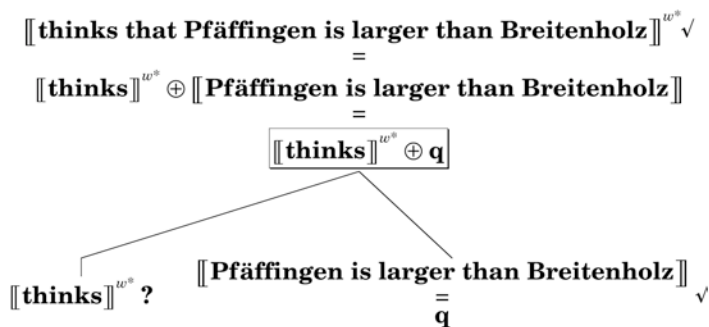 ⟦thinks that Pfäffingen is larger than Breitenholz⟧^w* √
=
⟦thinks⟧^w* ⊕ ⟦Pfäffingen is larger than Breitenholz⟧
=
⟦thinks⟧^w* ⊕ q
⟦thinks⟧^w* ?
⟦Pfäffingen is larger than Breitenholz⟧ √
=
q